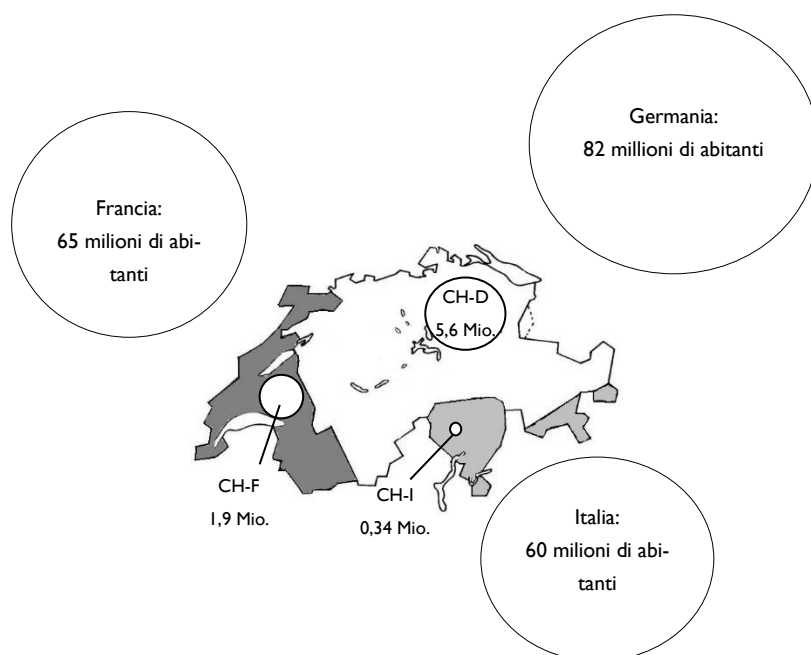 Germania:
82 millioni di abitanti
Francia:
65 milioni di abi-
tanti
CH-D
5,6 Mio.
CH-F
1,9 Mio.
CH-I
0,34 Mio.
Italia:
60 milioni di abi-
tanti